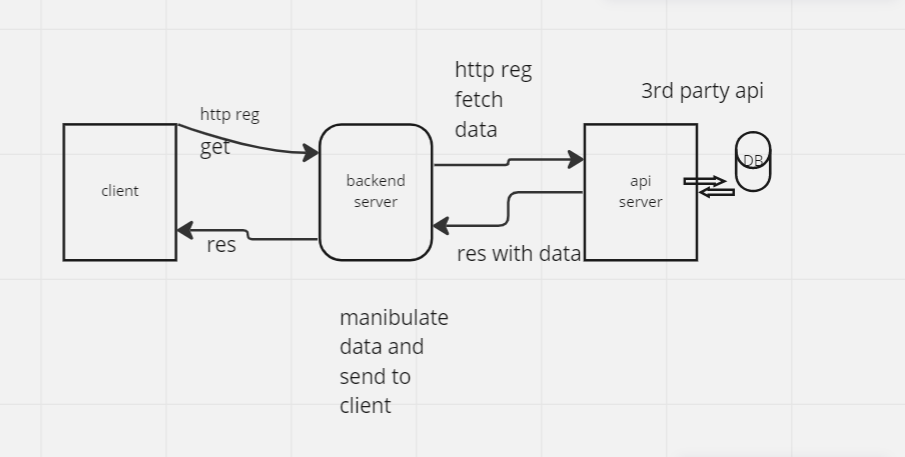 http reg
fetch
data
3rd party api
http reg
get
client
backend
server
api
server
DB
res
res with data
manibulate
data and
send to
client